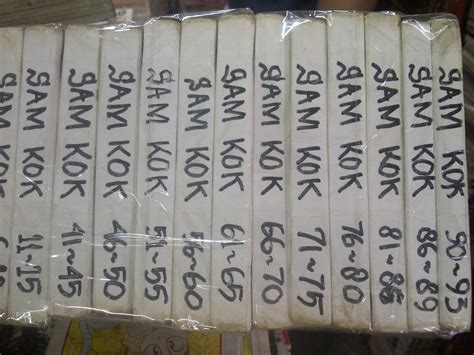 SAM KOK
SAM KOK 11~15
SAM KOK 41~45
SAM KOK 46~50
SAM KOK 51~55
SAM KOK 56~60
SAM KOK 61~65
SAM KOK 66~70
SAM KOK 71~75
SAM KOK 76~80
SAM KOK 81~85
SAM KOK 86~89
SAM KOK 90~93